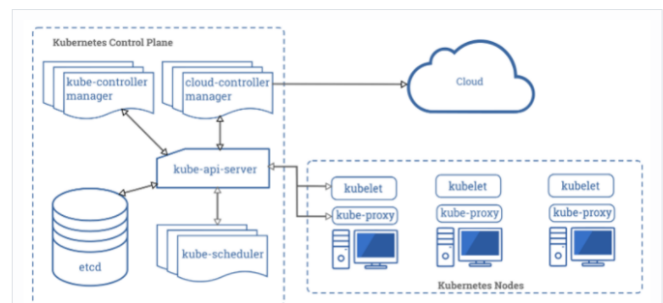 Kubernetes Control Plane
kube-controller
manager
cloud-controller
manager
Cloud
kube-api-server
kubelet
kubelet
kubelet
kube-proxy
kube-proxy
kube-proxy
etcd
kube-scheduler
Kubernetes Nodes